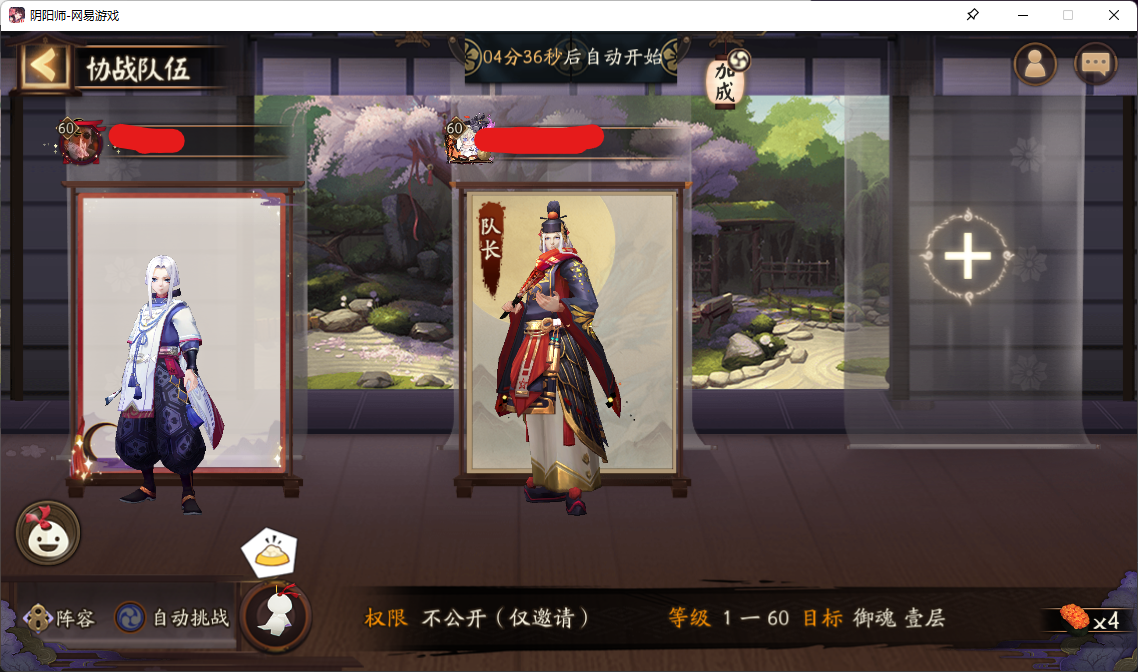 阴阳师-网易游戏
协战队伍
04分36秒后自动开始
加成
60
60
队长
阵容
自动挑战
权限 不公开（仅邀请）
等级 1 一 60 目标 御魂 壹层
x4